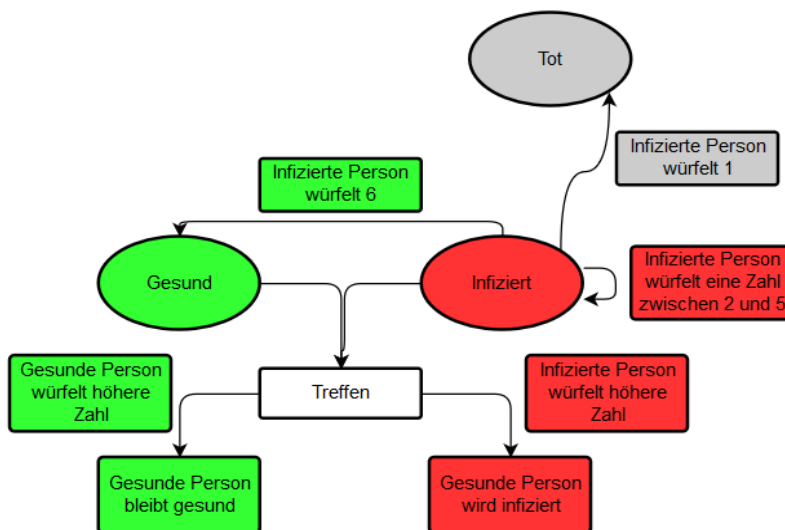 Tot
Infizierte Person
würfelt 1
Infizierte Person
würfelt 6
Gesund
Infiziert
Infizierte Person
würfelt eine Zahl
zwischen 2 und 5
Gesunde Person
würfelt höhere
Zahl
Treffen
Infizierte Person
würfelt höhere
Zahl
Gesunde Person
bleibt gesund
Gesunde Person
wird infiziert